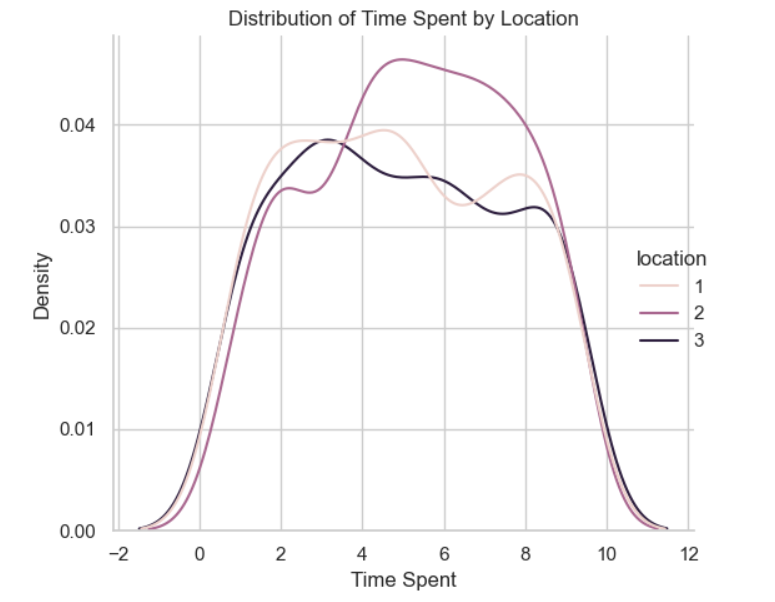 Distribution of Time Spent by Location
0.04
0.03
0.02
0.01
0.00
Density
location
1
2
3
−2 0 2 4 6 8 10 12
Time Spent